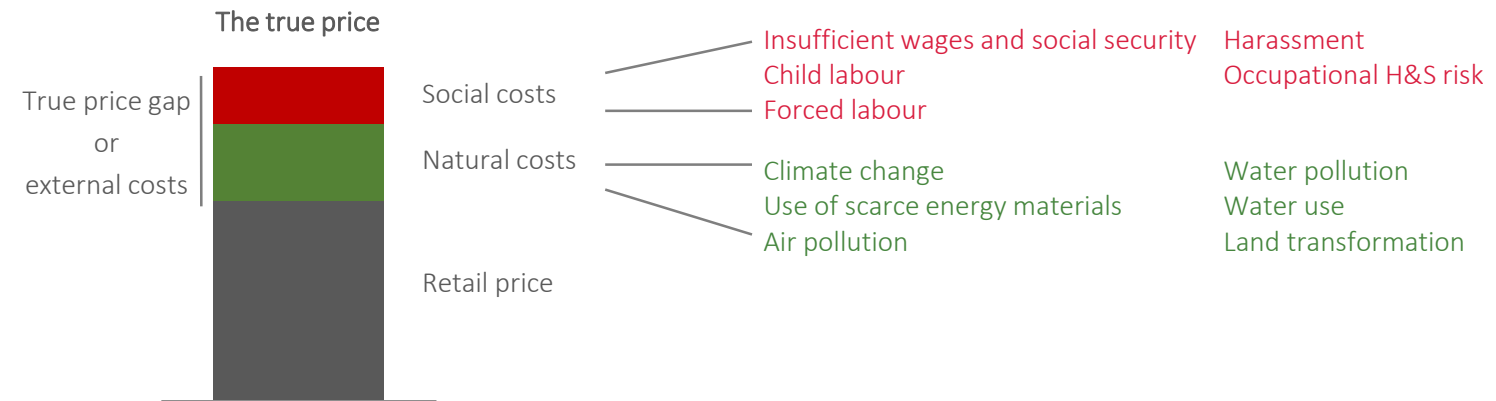 The true price
True price gap
or
external costs
Social costs
Natural costs
Retail price
Insufficient wages and social security
Child labour
Forced labour
Harassment
Occupational H&S risk
Climate change
Use of scarce energy materials
Air pollution
Water pollution
Water use
Land transformation